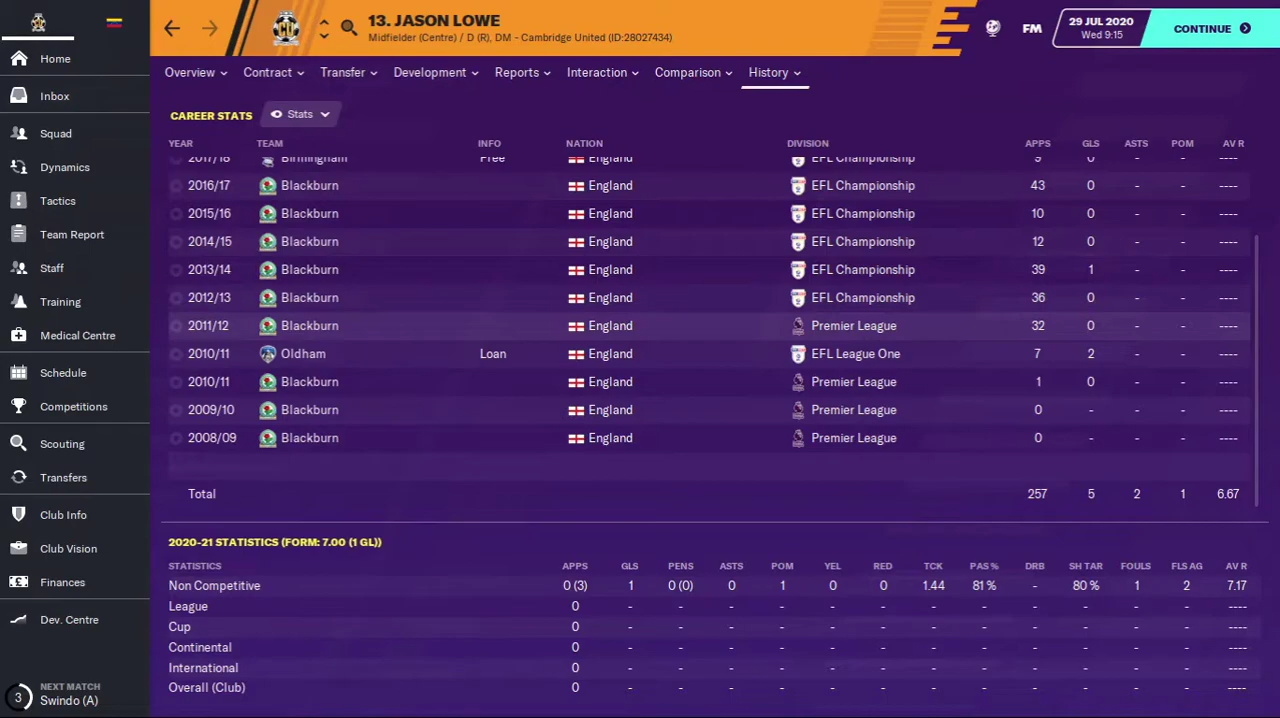 13. JASON LOWE
Midfielder (Centre) / D (R), DM - Cambridge United (ID:28027434)
FM
29 JUL 2020
Wed 9:15
CONTINUE
Home
Inbox
Squad
Dynamics
Tactics
Team Report
Staff
Training
Medical Centre
Schedule
Competitions
Scouting
Transfers
Club Info
Club Vision
Finances
Dev. Centre
3
NEXT MATCH
Swindo (A)
Overview Contract Transfer Development Reports Interaction Comparison History
CAREER STATS Stats
YEAR TEAM INFO NATION DIVISION APPS GLS ASTS POM AV R
2017/18 Birmingham Free England EFL Championship 9 0 - - ----
2016/17 Blackburn England EFL Championship 43 0 - - ----
2015/16 Blackburn England EFL Championship 10 0 - - ----
2014/15 Blackburn England EFL Championship 12 0 - - ----
2013/14 Blackburn England EFL Championship 39 1 - - ----
2012/13 Blackburn England EFL Championship 36 0 - - ----
2011/12 Blackburn England Premier League 32 0 - - ----
2010/11 Oldham Loan England EFL League One 7 2 - - ----
2010/11 Blackburn England Premier League 1 0 - - ----
2009/10 Blackburn England Premier League 0 - - - ----
2008/09 Blackburn England Premier League 0 - - - ----
Total 257 5 2 1 6.67
2020-21 STATISTICS (FORM: 7.00 (1 GL))
STATISTICS APPS GLS PENS ASTS POM YEL RED TCK PAS % DRB SH TAR FOULS FLS AG AV R
Non Competitive 0 (3) 1 0 (0) 0 1 0 0 1.44 81 % - 80 % 1 2 7.17
League 0 - - - - - - - - - - - - ----
Cup 0 - - - - - - - - - - - - ----
Continental 0 - - - - - - - - - - - - ----
International 0 - - - - - - - - - - - - ----
Overall (Club) 0 - - - - - - - - - - - - ----